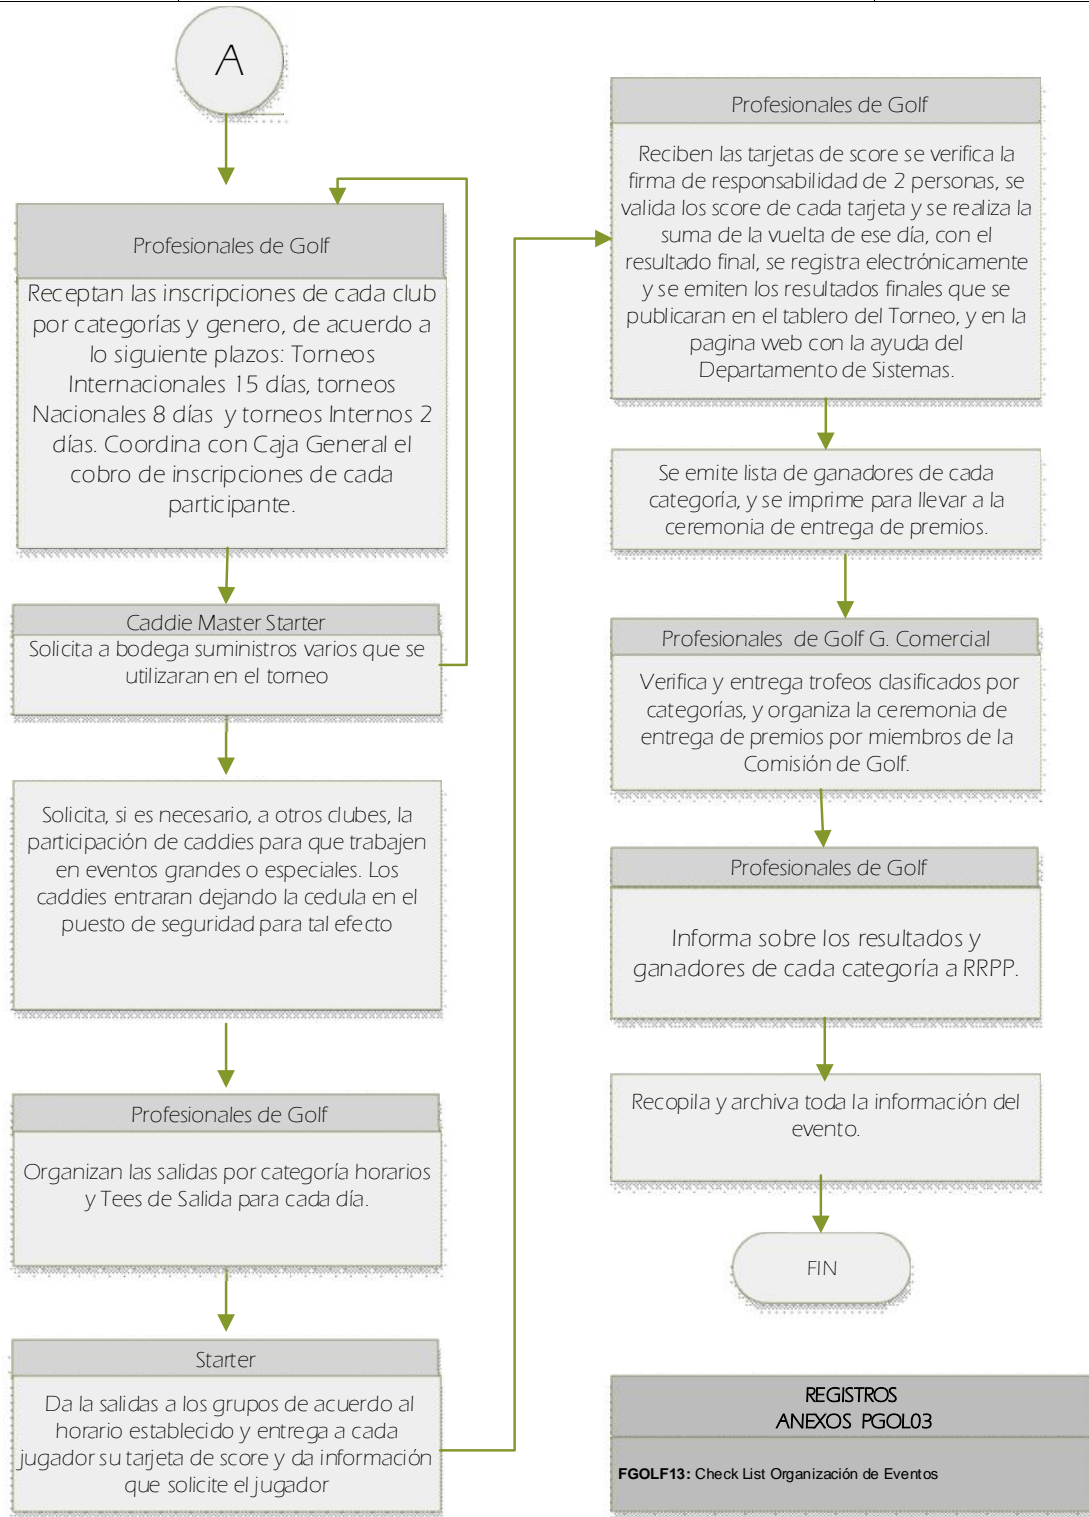 A
Profesionales de Golf
Receptan las inscripciones de cada club
por categorías y genero, de acuerdo a
lo siguiente plazos: Torneos
Internacionales 15 días, torneos
Nacionales 8 días y torneos Internos 2
días. Coordina con Caja General el
cobro de inscripciones de cada
participante.
Caddie Master Starter
Solicita a bodega suministros varios que se
utilizaran en el torneo
Solicita, si es necesario, a otros clubes, la
participación de caddies para que trabajen
en eventos grandes o especiales. Los
caddies entraran dejando la cedula en el
puesto de seguridad para tal efecto
Profesionales de Golf
Organizan las salidas por categoría horarios
y Tees de Salida para cada día.
Starter
Da la salidas a los grupos de acuerdo al
horario establecido y entrega a cada
jugador su tarjeta de score y da información
que solicite el jugador
Profesionales de Golf
Reciben las tarjetas de score se verifica la
firma de responsabilidad de 2 personas, se
valida los score de cada tarjeta y se realiza la
suma de la vuelta de ese día, con el
resultado final, se registra electrónicamente
y se emiten los resultados finales que se
publicaran en el tablero del Torneo, y en la
pagina web con la ayuda del
Departamento de Sistemas.
Se emite lista de ganadores de cada
categoría, y se imprime para llevar a la
ceremonia de entrega de premios.
Profesionales de Golf G. Comercial
Verifica y entrega trofeos clasificados por
categorías, y organiza la ceremonia de
entrega de premios por miembros de la
Comisión de Golf.
Profesionales de Golf
Informa sobre los resultados y
ganadores de cada categoría a RRPP.
Recopila y archiva toda la información del
evento.
FIN
REGISTROS
ANEXOS PGOL03
FGOLF13: Check List Organización de Eventos